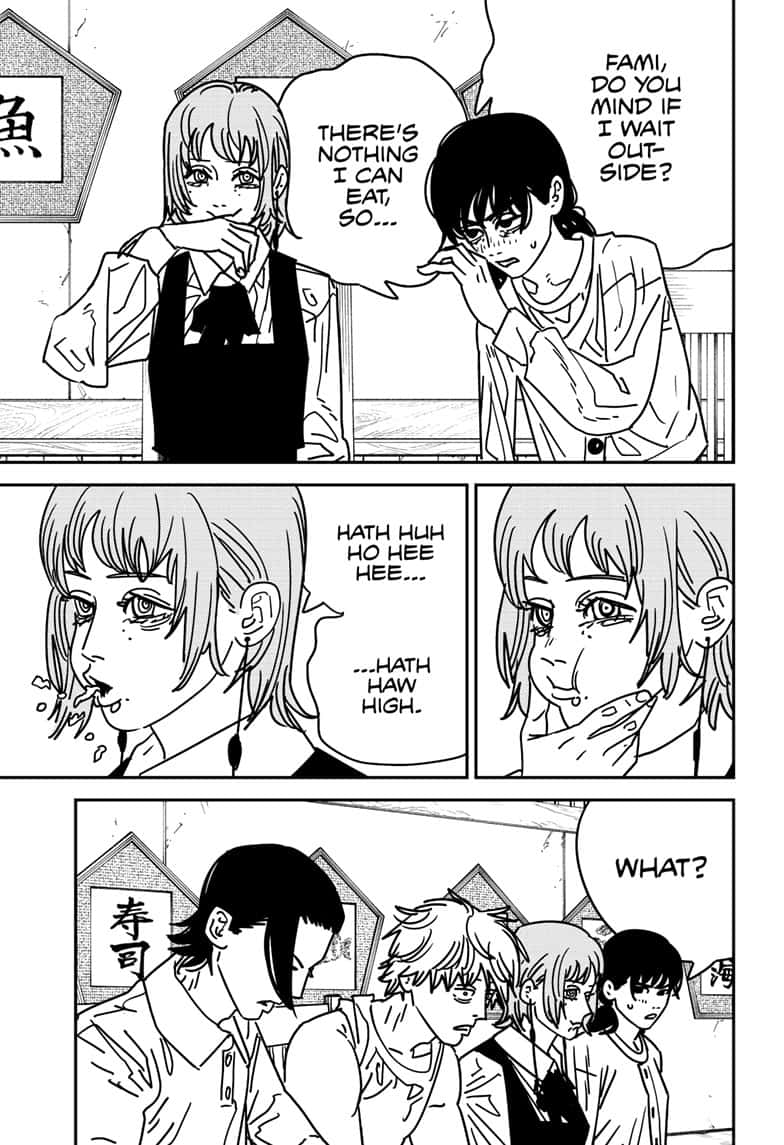 FAMI,
DO YOU
MIND IF
I WAIT
OUT-
SIDE?
THERE'S
NOTHING
I CAN
EAT,
SO...
魚
HATH HUH
HO HEE
HEE...
...HATH
HAW
HIGH.
WHAT?
寿
司
海